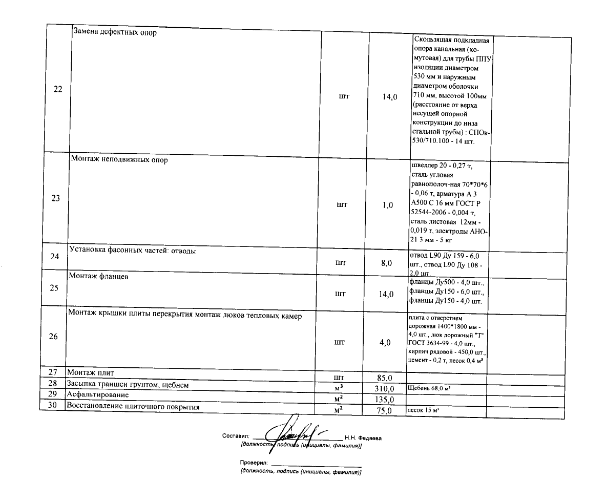 Замена дефектных опор
22
шт
14,0
Скользящая подкладная
опора канальная (хо-
мутовая) для трубы ППУ
изоляции диаметром
530 мм и наружным
диаметром оболочки
710 мм, высотой 100мм
(расстояние от верха
несущей опорной
конструкции до низа
стальной трубы) : СНОк-
530/710.100 - 14 шт.
Монтаж неподвижных опор
23
шт
1,0
швеллер 20 - 0,27 т,
сталь угловая
равнополоч-ная 70*70*6
- 0,06 т, арматура А 3
А500 С 16 мм ГОСТ Р
52544-2006 - 0,004 т,
сталь листовая 12мм -
0,019 т, электроды АНО-
21 3 мм - 5 кг
24
Установка фасонных частей: отводы
шт
8,0
отвод L90 Ду 159 - 6,0
шт., отвод L90 Ду 108 -
2,0 шт.
25
Монтаж фланцев
шт
14,0
фланцы Ду500 - 4,0 шт.,
фланцы Ду150 - 6,0 шт.,
фланцы Ду150 - 4,0 шт.
26
Монтаж крышки плиты перекрытия монтаж люков тепловых камер
шт
4,0
плита с отверстием
дорожная 1400*1800 мм -
4,0 шт., люк дорожный "Т"
ГОСТ 3634-99 - 4,0 шт.,
кирпич рядовой - 450,0 шт.,
цемент - 0,2 т, песок 0,4 м³
27 Монтаж плит шт 85,0
28 Засыпка траншеи грунтом, щебнем м³ 310,0 Щебень 68,0 м³
29 Асфальтирование м² 135,0
30 Восстановление плиточного покрытия м² 75,0 песок 15 м³
Составил: Н.Н. Фадеева
[должность, подпись (инициалы, фамилия)]
Проверил:
[должность, подпись (инициалы, фамилия)]